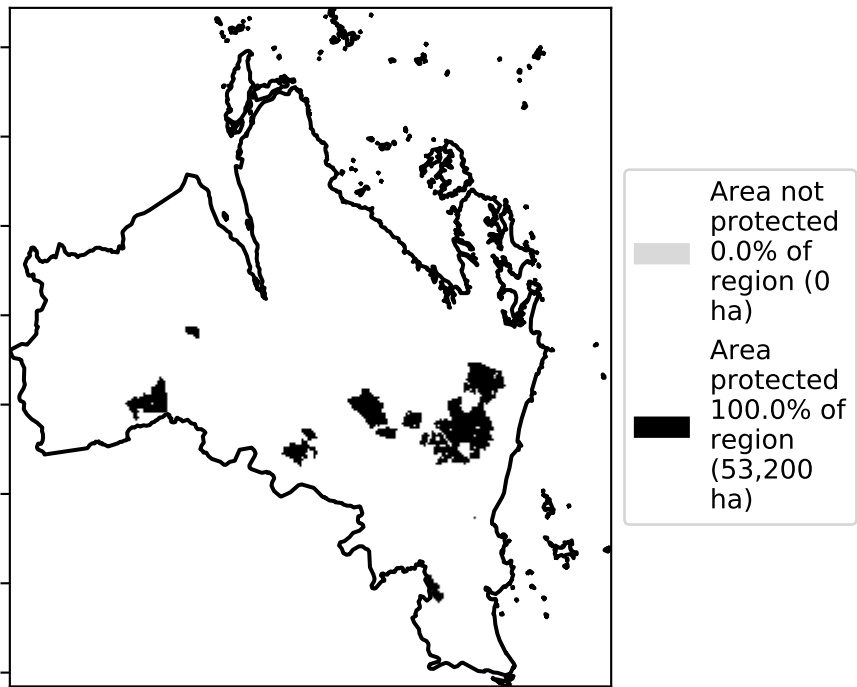 Area not
protected
0.0% of
region (0
ha)
Area
protected
100.0% of
region
(53,200
ha)